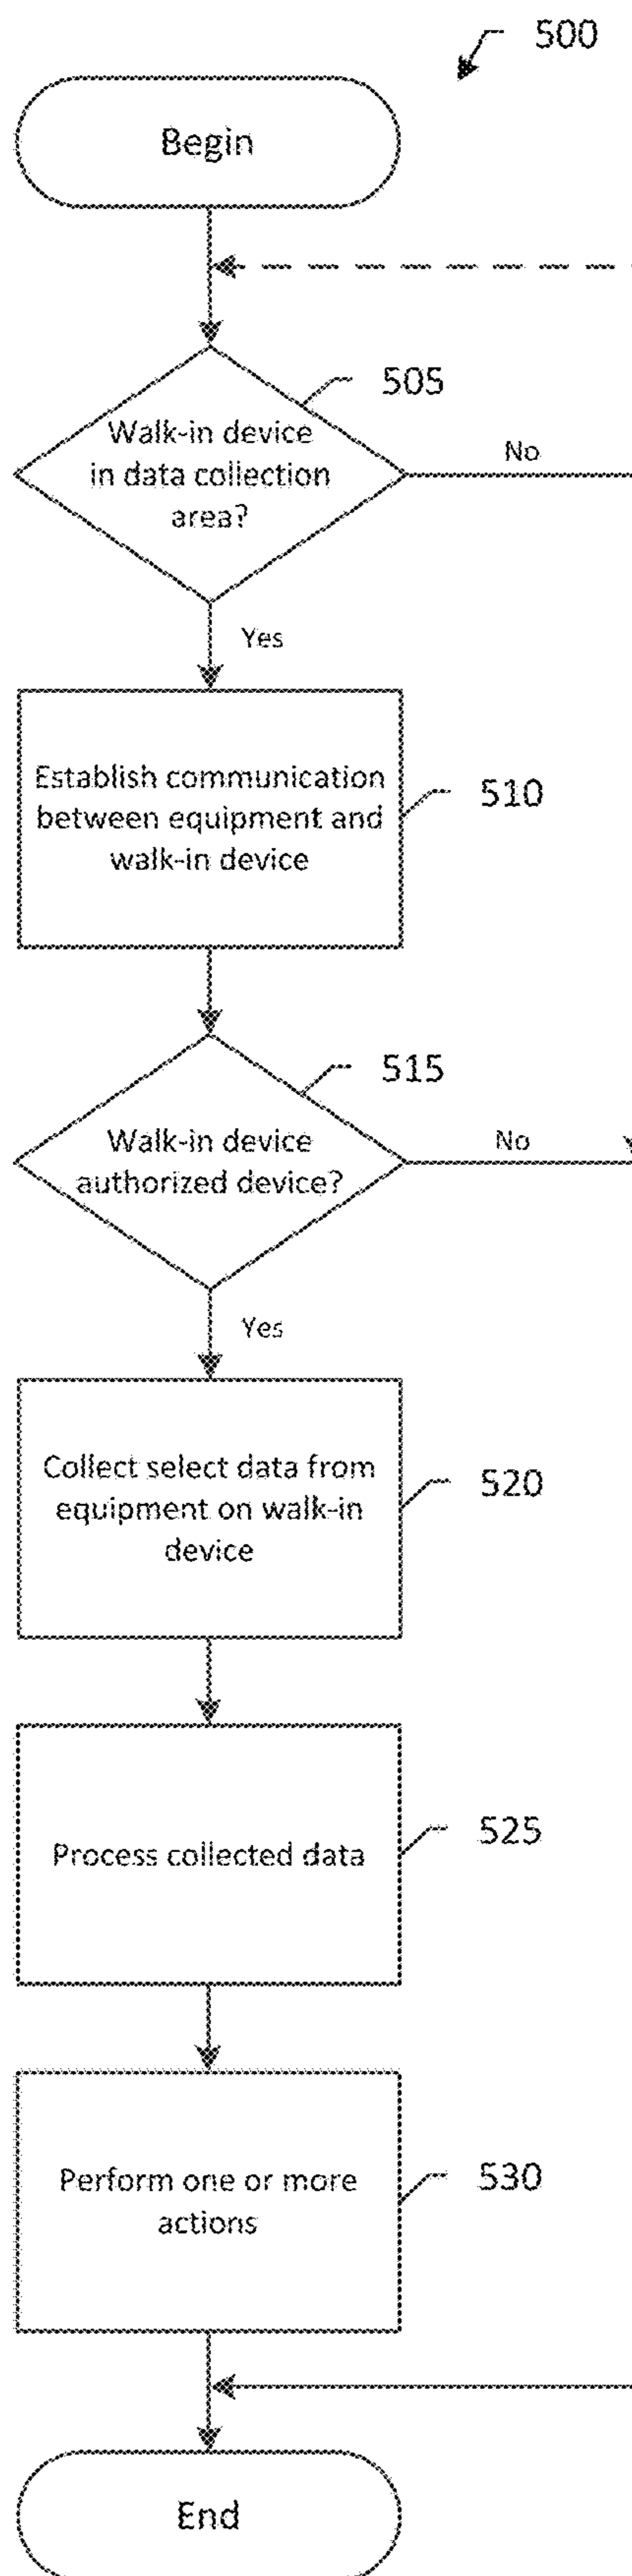 500
Begin
505
Walk-in device
in data collection
area?
No
Yes
Establish communication
between equipment and
walk-in device
510
515
Walk-in device
authorized device?
No
Yes
Collect select data from
equipment on walk-in
device
520
Process collected data
525
Perform one or more
actions
530
End